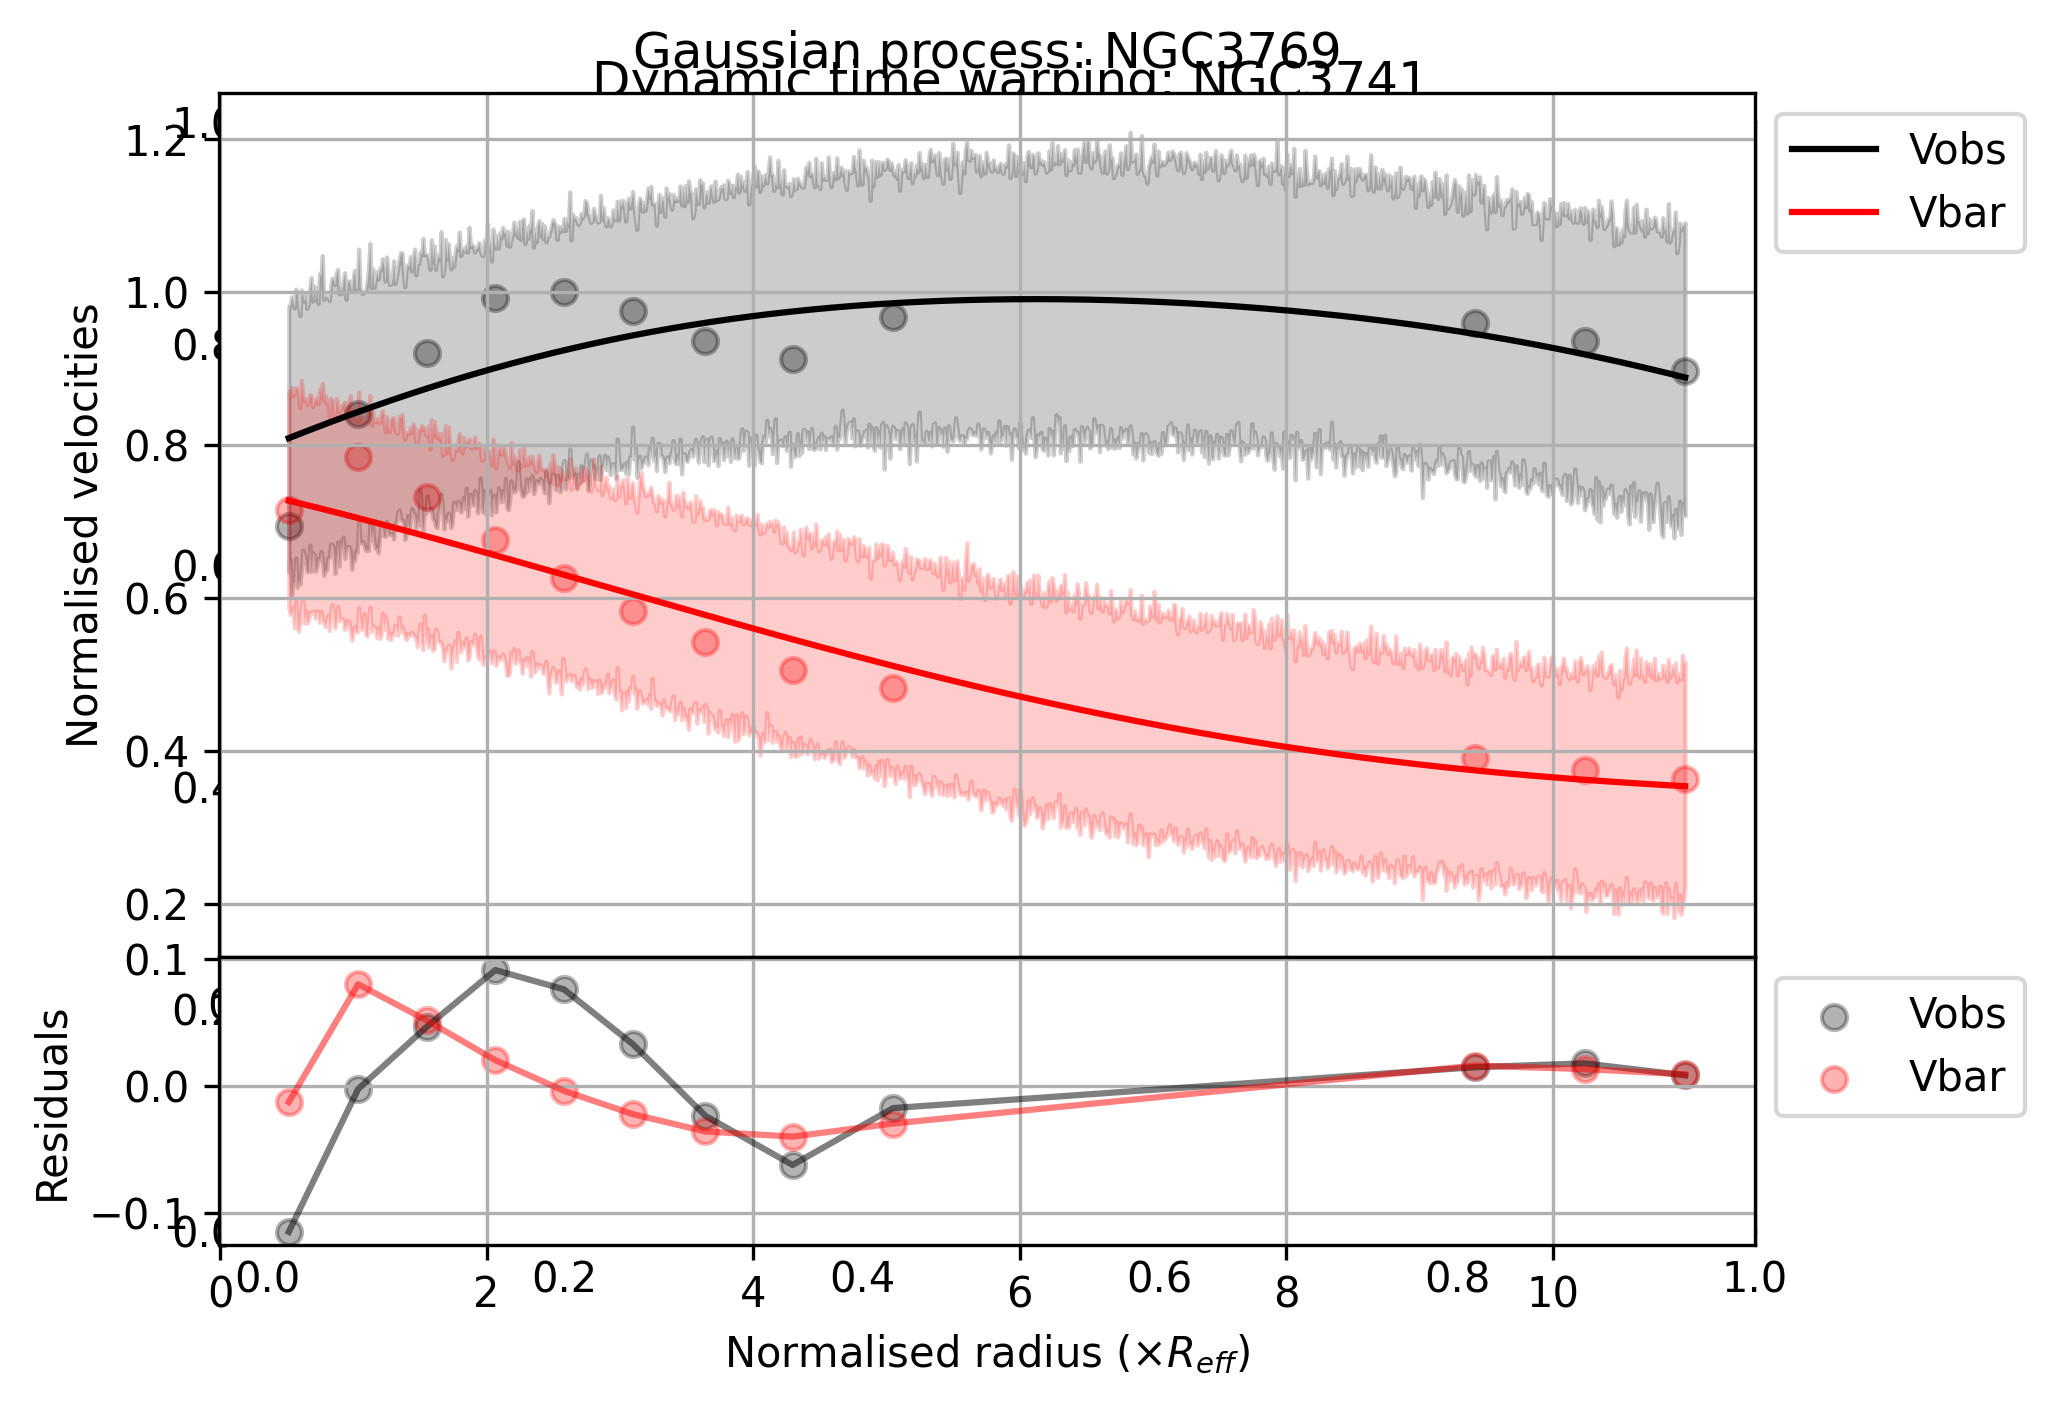 Gaussian process: NGC3769
Dynamic time warping: NGC3741
Normalised velocities
1.2
1.0
0.8
0.6
0.4
0.2
Vobs
Vbar
Residuals
0.1
0.0
−0.1
Vobs
Vbar
0 2 4 6 8 10
0.0 0.2 0.4 0.6 0.8 1.0
Normalised radius (×R_eff)